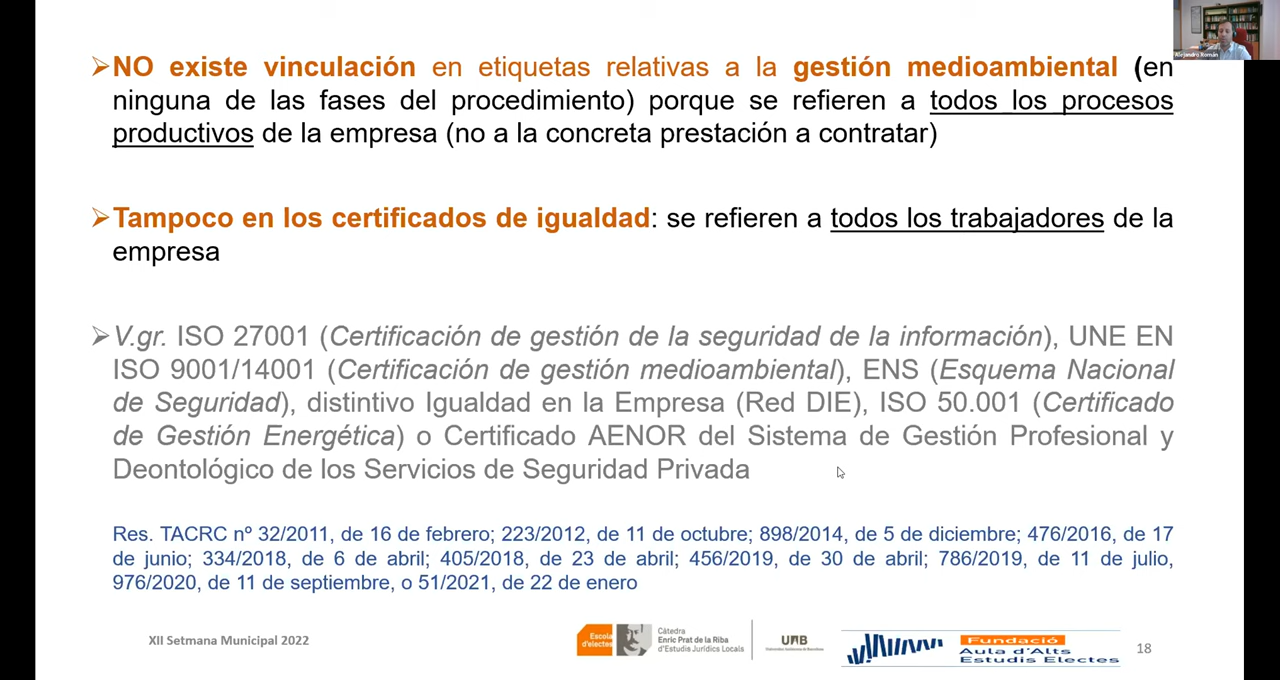 Alejandro Román
➢NO existe vinculación en etiquetas relativas a la gestión medioambiental (en
ninguna de las fases del procedimiento) porque se refieren a todos los procesos
productivos de la empresa (no a la concreta prestación a contratar)
➢Tampoco en los certificados de igualdad: se refieren a todos los trabajadores de la
empresa
➢V.gr. ISO 27001 (Certificación de gestión de la seguridad de la información), UNE EN
ISO 9001/14001 (Certificación de gestión medioambiental), ENS (Esquema Nacional
de Seguridad), distintivo Igualdad en la Empresa (Red DIE), ISO 50.001 (Certificado
de Gestión Energética) o Certificado AENOR del Sistema de Gestión Profesional y
Deontológico de los Servicios de Seguridad Privada
Res. TACRC nº 32/2011, de 16 de febrero; 223/2012, de 11 de octubre; 898/2014, de 5 de diciembre; 476/2016, de 17
de junio; 334/2018, de 6 de abril; 405/2018, de 23 de abril; 456/2019, de 30 de abril; 786/2019, de 11 de julio,
976/2020, de 11 de septiembre, o 51/2021, de 22 de enero
XII Setmana Municipal 2022
Escola
d'electes
Càtedra
Enric Prat de la Riba
d'Estudis Jurídics Locals
UAB
Universitat Autònoma de Barcelona
Fundació
Aula d'Alts
Estudis Electes
18